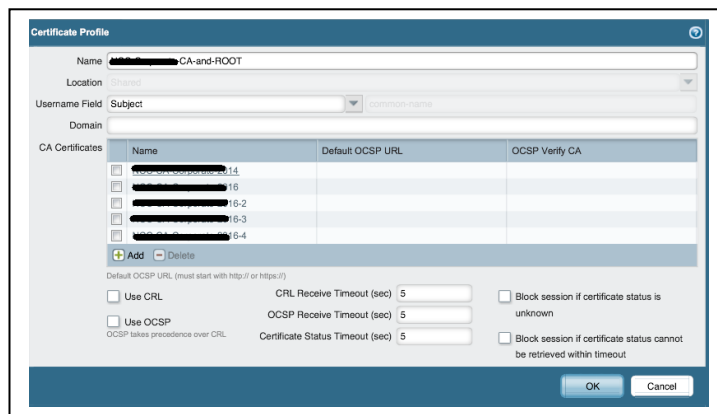 Certificate Profile
Name -CA-and-ROOT
Location Shared
Username Field Subject common-name
Domain
CA Certificates Name Default OCSP URL OCSP Verify CA
2014
16
16-2
16-3
16-4
Add Delete
Default OCSP URL (must start with http:// or https://)
Use CRL CRL Receive Timeout (sec) 5 Block session if certificate status is
unknown
Use OCSP OCSP Receive Timeout (sec) 5
OCSP takes precedence over CRL Certificate Status Timeout (sec) 5 Block session if certificate status cannot
be retrieved within timeout
OK Cancel